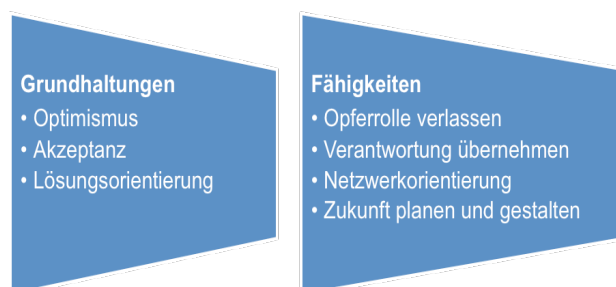 Grundhaltungen
• Optimismus
• Akzeptanz
• Lösungsorientierung
Fähigkeiten
• Opferrolle verlassen
• Verantwortung übernehmen
• Netzwerkorientierung
• Zukunft planen und gestalten